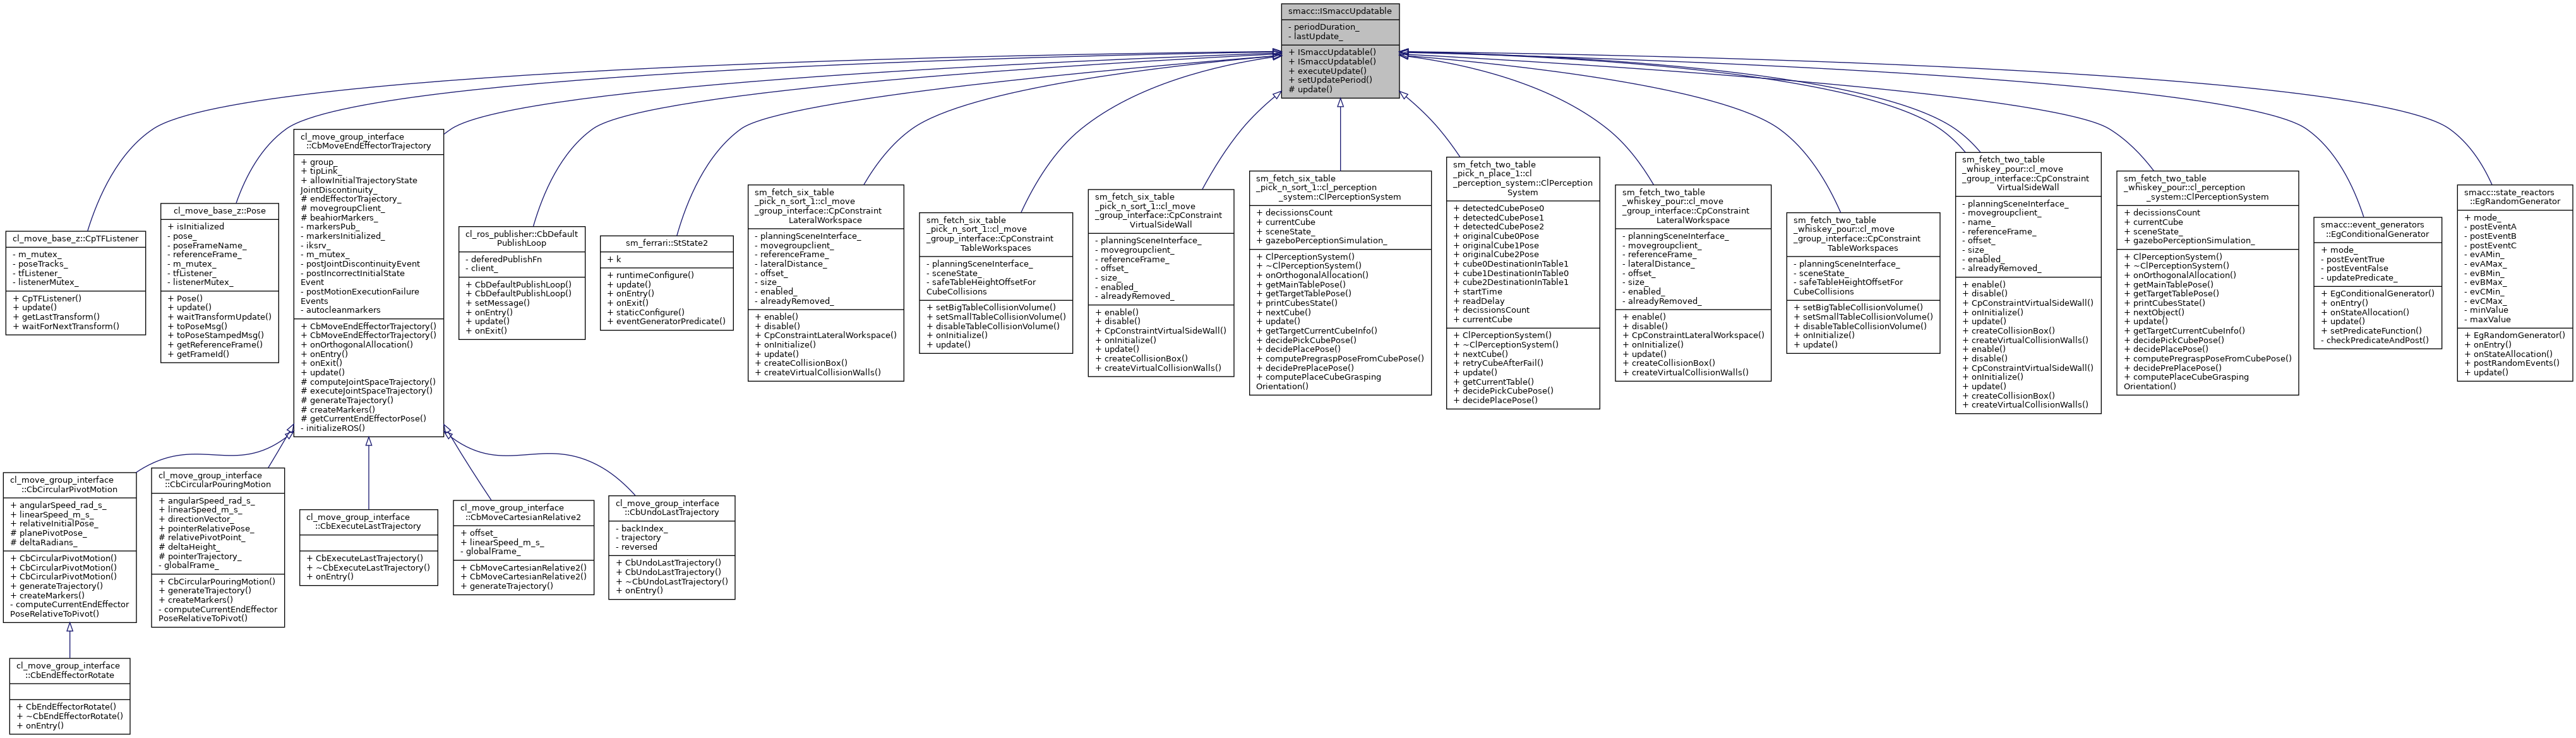 smacc::ISmaccUpdatable
- periodDuration_
- lastUpdate_
+ ISmaccUpdatable()
+ ISmaccUpdatable()
+ executeUpdate()
+ setUpdatePeriod()
# update()
cl_move_base_z::CpTFListener
- m_mutex_
- poseTracks_
- tfListener_
- listenerMutex_
+ CpTFListener()
+ update()
+ getLastTransform()
+ waitForNextTransform()
cl_move_base_z::Pose
+ isInitialized
- pose_
- poseFrameName_
- referenceFrame_
- m_mutex_
- tfListener_
- listenerMutex_
+ Pose()
+ update()
+ waitTransformUpdate()
+ toPoseMsg()
+ toPoseStampedMsg()
+ getReferenceFrame()
+ getFrameId()
cl_move_group_interface
::CbMoveEndEffectorTrajectory
+ group_
+ tipLink_
+ allowInitialTrajectoryState
JointDiscontinuity_
# endEffectorTrajectory_
# movegroupClient_
# beahiorMarkers_
- markersPub_
- markersInitialized_
- iksrv_
- m_mutex_
- postJointDiscontinuityEvent
- postIncorrectInitialState
Event
- postMotionExecutionFailure
Events
- autocleanmarkers
+ CbMoveEndEffectorTrajectory()
+ CbMoveEndEffectorTrajectory()
+ onOrthogonalAllocation()
+ onEntry()
+ onExit()
+ update()
# computeJointSpaceTrajectory()
# executeJointSpaceTrajectory()
# generateTrajectory()
# createMarkers()
# getCurrentEndEffectorPose()
- initializeROS()
cl_ros_publisher::CbDefault
PublishLoop
- deferedPublishFn
- client_
+ CbDefaultPublishLoop()
+ CbDefaultPublishLoop()
+ setMessage()
+ onEntry()
+ update()
+ onExit()
sm_ferrari::StState2
+ k
+ runtimeConfigure()
+ update()
+ onEntry()
+ onExit()
+ staticConfigure()
+ eventGeneratorPredicate()
sm_fetch_six_table
_pick_n_sort_1::cl_move
_group_interface::CpConstraint
LateralWorkspace
- planningSceneInterface_
- movegroupclient_
- referenceFrame_
- lateralDistance_
- offset_
- size_
- enabled_
- alreadyRemoved_
+ enable()
+ disable()
+ CpConstraintLateralWorkspace()
+ onInitialize()
+ update()
+ createCollisionBox()
+ createVirtualCollisionWalls()
sm_fetch_six_table
_pick_n_sort_1::cl_move
_group_interface::CpConstraint
TableWorkspaces
- planningSceneInterface_
- sceneState_
- safeTableHeightOffsetFor
CubeCollisions
+ setBigTableCollisionVolume()
+ setSmallTableCollisionVolume()
+ disableTableCollisionVolume()
+ onInitialize()
+ update()
sm_fetch_six_table
_pick_n_sort_1::cl_move
_group_interface::CpConstraint
VirtualSideWall
- planningSceneInterface_
- movegroupclient_
- referenceFrame_
- offset_
- size_
- enabled_
- alreadyRemoved_
+ enable()
+ disable()
+ CpConstraintVirtualSideWall()
+ onInitialize()
+ update()
+ createCollisionBox()
+ createVirtualCollisionWalls()
sm_fetch_six_table
_pick_n_sort_1::cl_perception
_system::ClPerceptionSystem
+ decissionsCount
+ currentCube
+ sceneState_
+ gazeboPerceptionSimulation_
+ ClPerceptionSystem()
+ ~ClPerceptionSystem()
+ onOrthogonalAllocation()
+ getMainTablePose()
+ getTargetTablePose()
+ printCubesState()
+ nextCube()
+ update()
+ getTargetCurrentCubeInfo()
+ decidePickCubePose()
+ decidePlacePose()
+ computePregraspPoseFromCubePose()
+ decidePrePlacePose()
+ computePlaceCubeGrasping
Orientation()
sm_fetch_two_table
_pick_n_place_1::cl
_perception_system::ClPerception
System
+ detectedCubePose0
+ detectedCubePose1
+ detectedCubePose2
+ originalCube0Pose
+ originalCube1Pose
+ originalCube2Pose
+ cube0DestinationInTable1
+ cube1DestinationInTable0
+ cube2DestinationInTable1
+ startTime
+ readDelay
+ decissionsCount
+ currentCube
+ ClPerceptionSystem()
+ ~ClPerceptionSystem()
+ nextCube()
+ retryCubeAfterFail()
+ update()
+ getCurrentTable()
+ decidePickCubePose()
+ decidePlacePose()
sm_fetch_two_table
_whiskey_pour::cl_move
_group_interface::CpConstraint
LateralWorkspace
- planningSceneInterface_
- movegroupclient_
- referenceFrame_
- lateralDistance_
- offset_
- size_
- enabled_
- alreadyRemoved_
+ enable()
+ disable()
+ CpConstraintLateralWorkspace()
+ onInitialize()
+ update()
+ createCollisionBox()
+ createVirtualCollisionWalls()
sm_fetch_two_table
_whiskey_pour::cl_move
_group_interface::CpConstraint
TableWorkspaces
- planningSceneInterface_
- sceneState_
- safeTableHeightOffsetFor
CubeCollisions
+ setBigTableCollisionVolume()
+ setSmallTableCollisionVolume()
+ disableTableCollisionVolume()
+ onInitialize()
+ update()
sm_fetch_two_table
_whiskey_pour::cl_move
_group_interface::CpConstraint
VirtualSideWall
- planningSceneInterface_
- movegroupclient_
- name_
- referenceFrame_
- offset_
- size_
- enabled_
- alreadyRemoved_
+ enable()
+ disable()
+ CpConstraintVirtualSideWall()
+ onInitialize()
+ update()
+ createCollisionBox()
+ createVirtualCollisionWalls()
+ enable()
+ disable()
+ CpConstraintVirtualSideWall()
+ onInitialize()
+ update()
+ createCollisionBox()
+ createVirtualCollisionWalls()
sm_fetch_two_table
_whiskey_pour::cl_perception
_system::ClPerceptionSystem
+ decissionsCount
+ currentCube
+ sceneState_
+ gazeboPerceptionSimulation_
+ ClPerceptionSystem()
+ ~ClPerceptionSystem()
+ onOrthogonalAllocation()
+ getMainTablePose()
+ getTargetTablePose()
+ printCubesState()
+ nextObject()
+ update()
+ getTargetCurrentCubeInfo()
+ decidePickCubePose()
+ decidePlacePose()
+ computePregraspPoseFromCubePose()
+ decidePrePlacePose()
+ computePlaceCubeGrasping
Orientation()
smacc::event_generators
::EgConditionalGenerator
+ mode_
- postEventTrue
- postEventFalse
- updatePredicate_
+ EgConditionalGenerator()
+ onEntry()
+ onStateAllocation()
+ update()
+ setPredicateFunction()
- checkPredicateAndPost()
smacc::state_reactors
::EgRandomGenerator
+ mode_
- postEventA
- postEventB
- postEventC
- evAMin_
- evAMax_
- evBMin_
- evBMax_
- evCMin_
- evCMax_
- minValue
- maxValue
+ EgRandomGenerator()
+ onEntry()
+ onStateAllocation()
+ postRandomEvents()
+ update()
cl_move_group_interface
::CbCircularPivotMotion
+ angularSpeed_rad_s_
+ linearSpeed_m_s_
+ relativeInitialPose_
# planePivotPose_
# deltaRadians_
+ CbCircularPivotMotion()
+ CbCircularPivotMotion()
+ CbCircularPivotMotion()
+ generateTrajectory()
+ createMarkers()
- computeCurrentEndEffector
PoseRelativeToPivot()
cl_move_group_interface
::CbCircularPouringMotion
+ angularSpeed_rad_s_
+ linearSpeed_m_s_
+ directionVector_
+ pointerRelativePose_
# relativePivotPoint_
# deltaHeight_
# pointerTrajectory_
- globalFrame_
+ CbCircularPouringMotion()
+ generateTrajectory()
+ createMarkers()
- computeCurrentEndEffector
PoseRelativeToPivot()
cl_move_group_interface
::CbExecuteLastTrajectory
+ CbExecuteLastTrajectory()
+ ~CbExecuteLastTrajectory()
+ onEntry()
cl_move_group_interface
::CbMoveCartesianRelative2
+ offset_
+ linearSpeed_m_s_
- globalFrame_
+ CbMoveCartesianRelative2()
+ CbMoveCartesianRelative2()
+ generateTrajectory()
cl_move_group_interface
::CbUndoLastTrajectory
- backIndex_
- trajectory
- reversed
+ CbUndoLastTrajectory()
+ CbUndoLastTrajectory()
+ ~CbUndoLastTrajectory()
+ onEntry()
cl_move_group_interface
::CbEndEffectorRotate
+ CbEndEffectorRotate()
+ ~CbEndEffectorRotate()
+ onEntry()